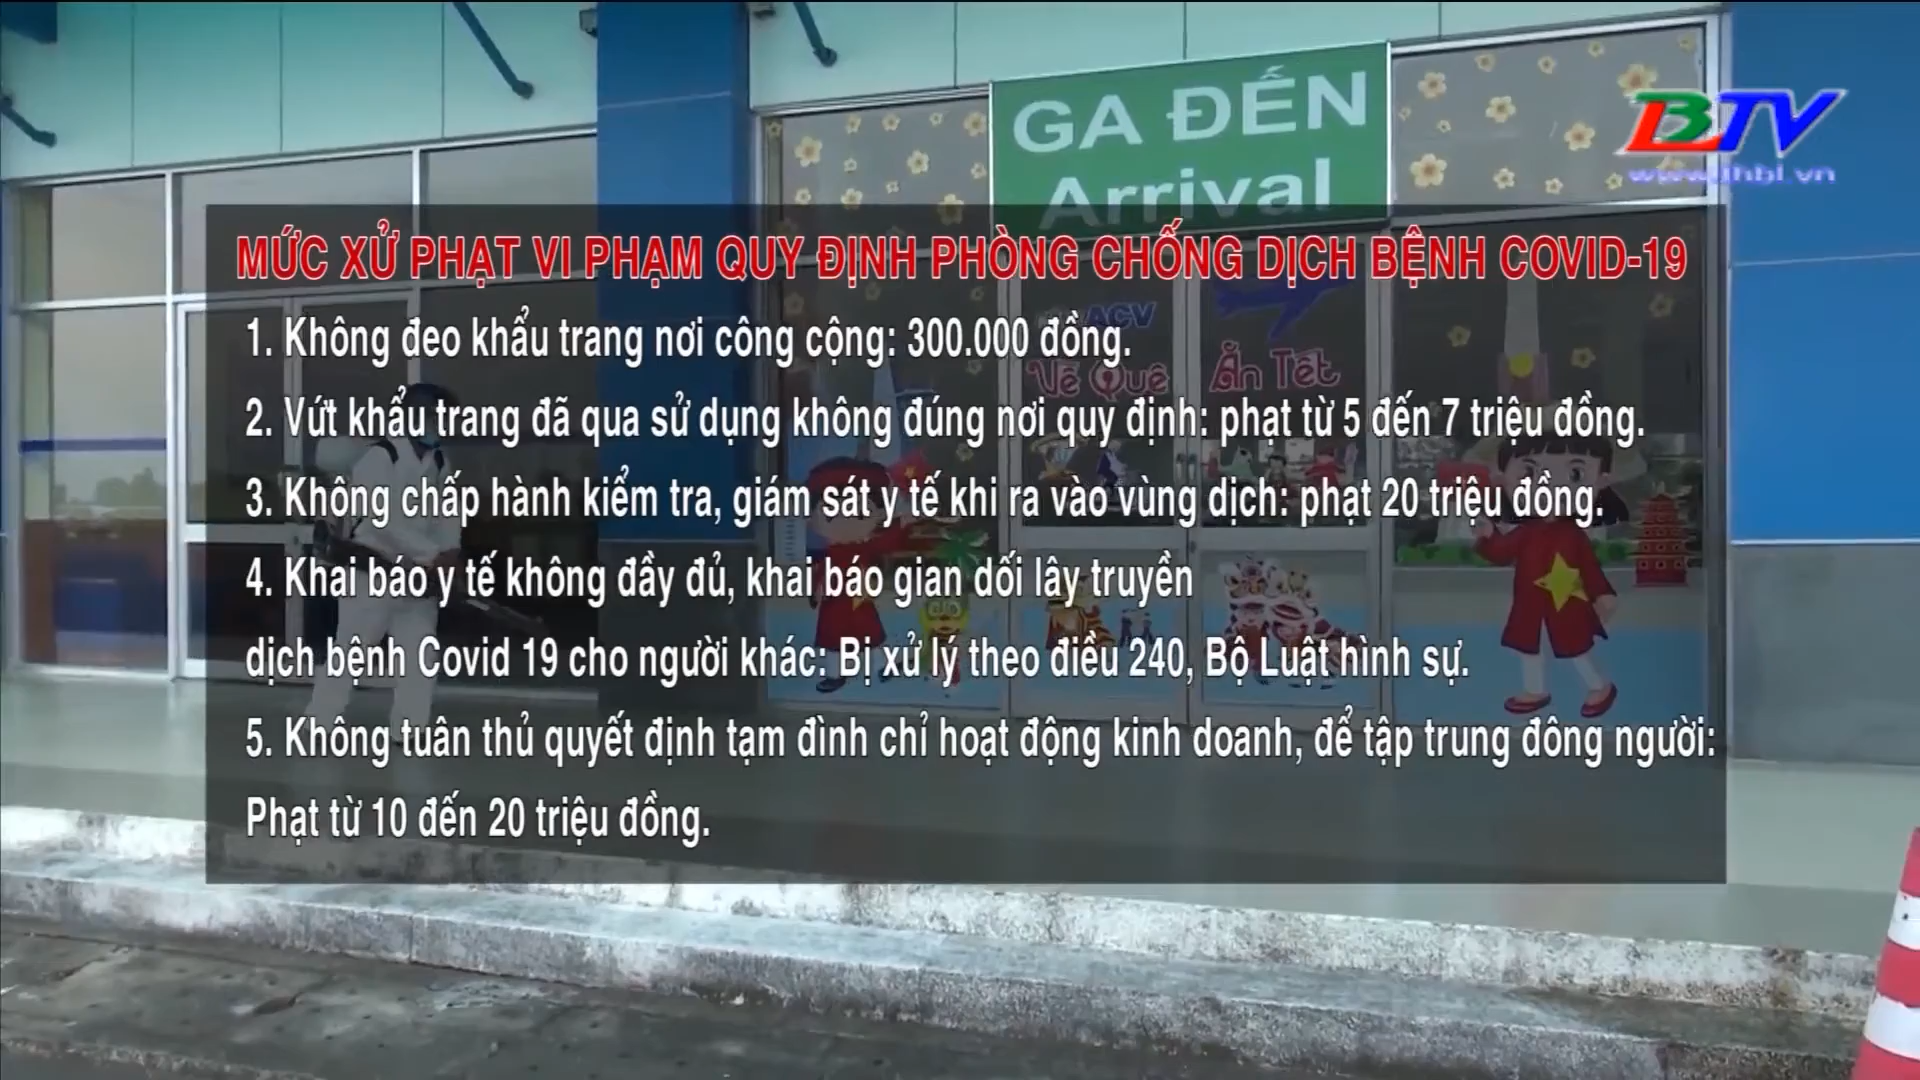 GA ĐẾN
Arrival
BTV
MỨC XỬ PHẠT VI PHẠM QUY ĐỊNH PHÒNG CHỐNG DỊCH BỆNH COVID-19
1. Không đeo khẩu trang nơi công cộng: 300.000 đồng.
2. Vứt khẩu trang đã qua sử dụng không đúng nơi quy định: phạt từ 5 đến 7 triệu đồng.
3. Không chấp hành kiểm tra, giám sát y tế khi ra vào vùng dịch: phạt 20 triệu đồng.
4. Khai báo y tế không đầy đủ, khai báo gian dối lây truyền
dịch bệnh Covid 19 cho người khác: Bị xử lý theo điều 240, Bộ Luật hình sự.
5. Không tuân thủ quyết định tạm đình chỉ hoạt động kinh doanh, để tập trung đông người:
Phạt từ 10 đến 20 triệu đồng.
ACV
Về Quê Ăn Tết